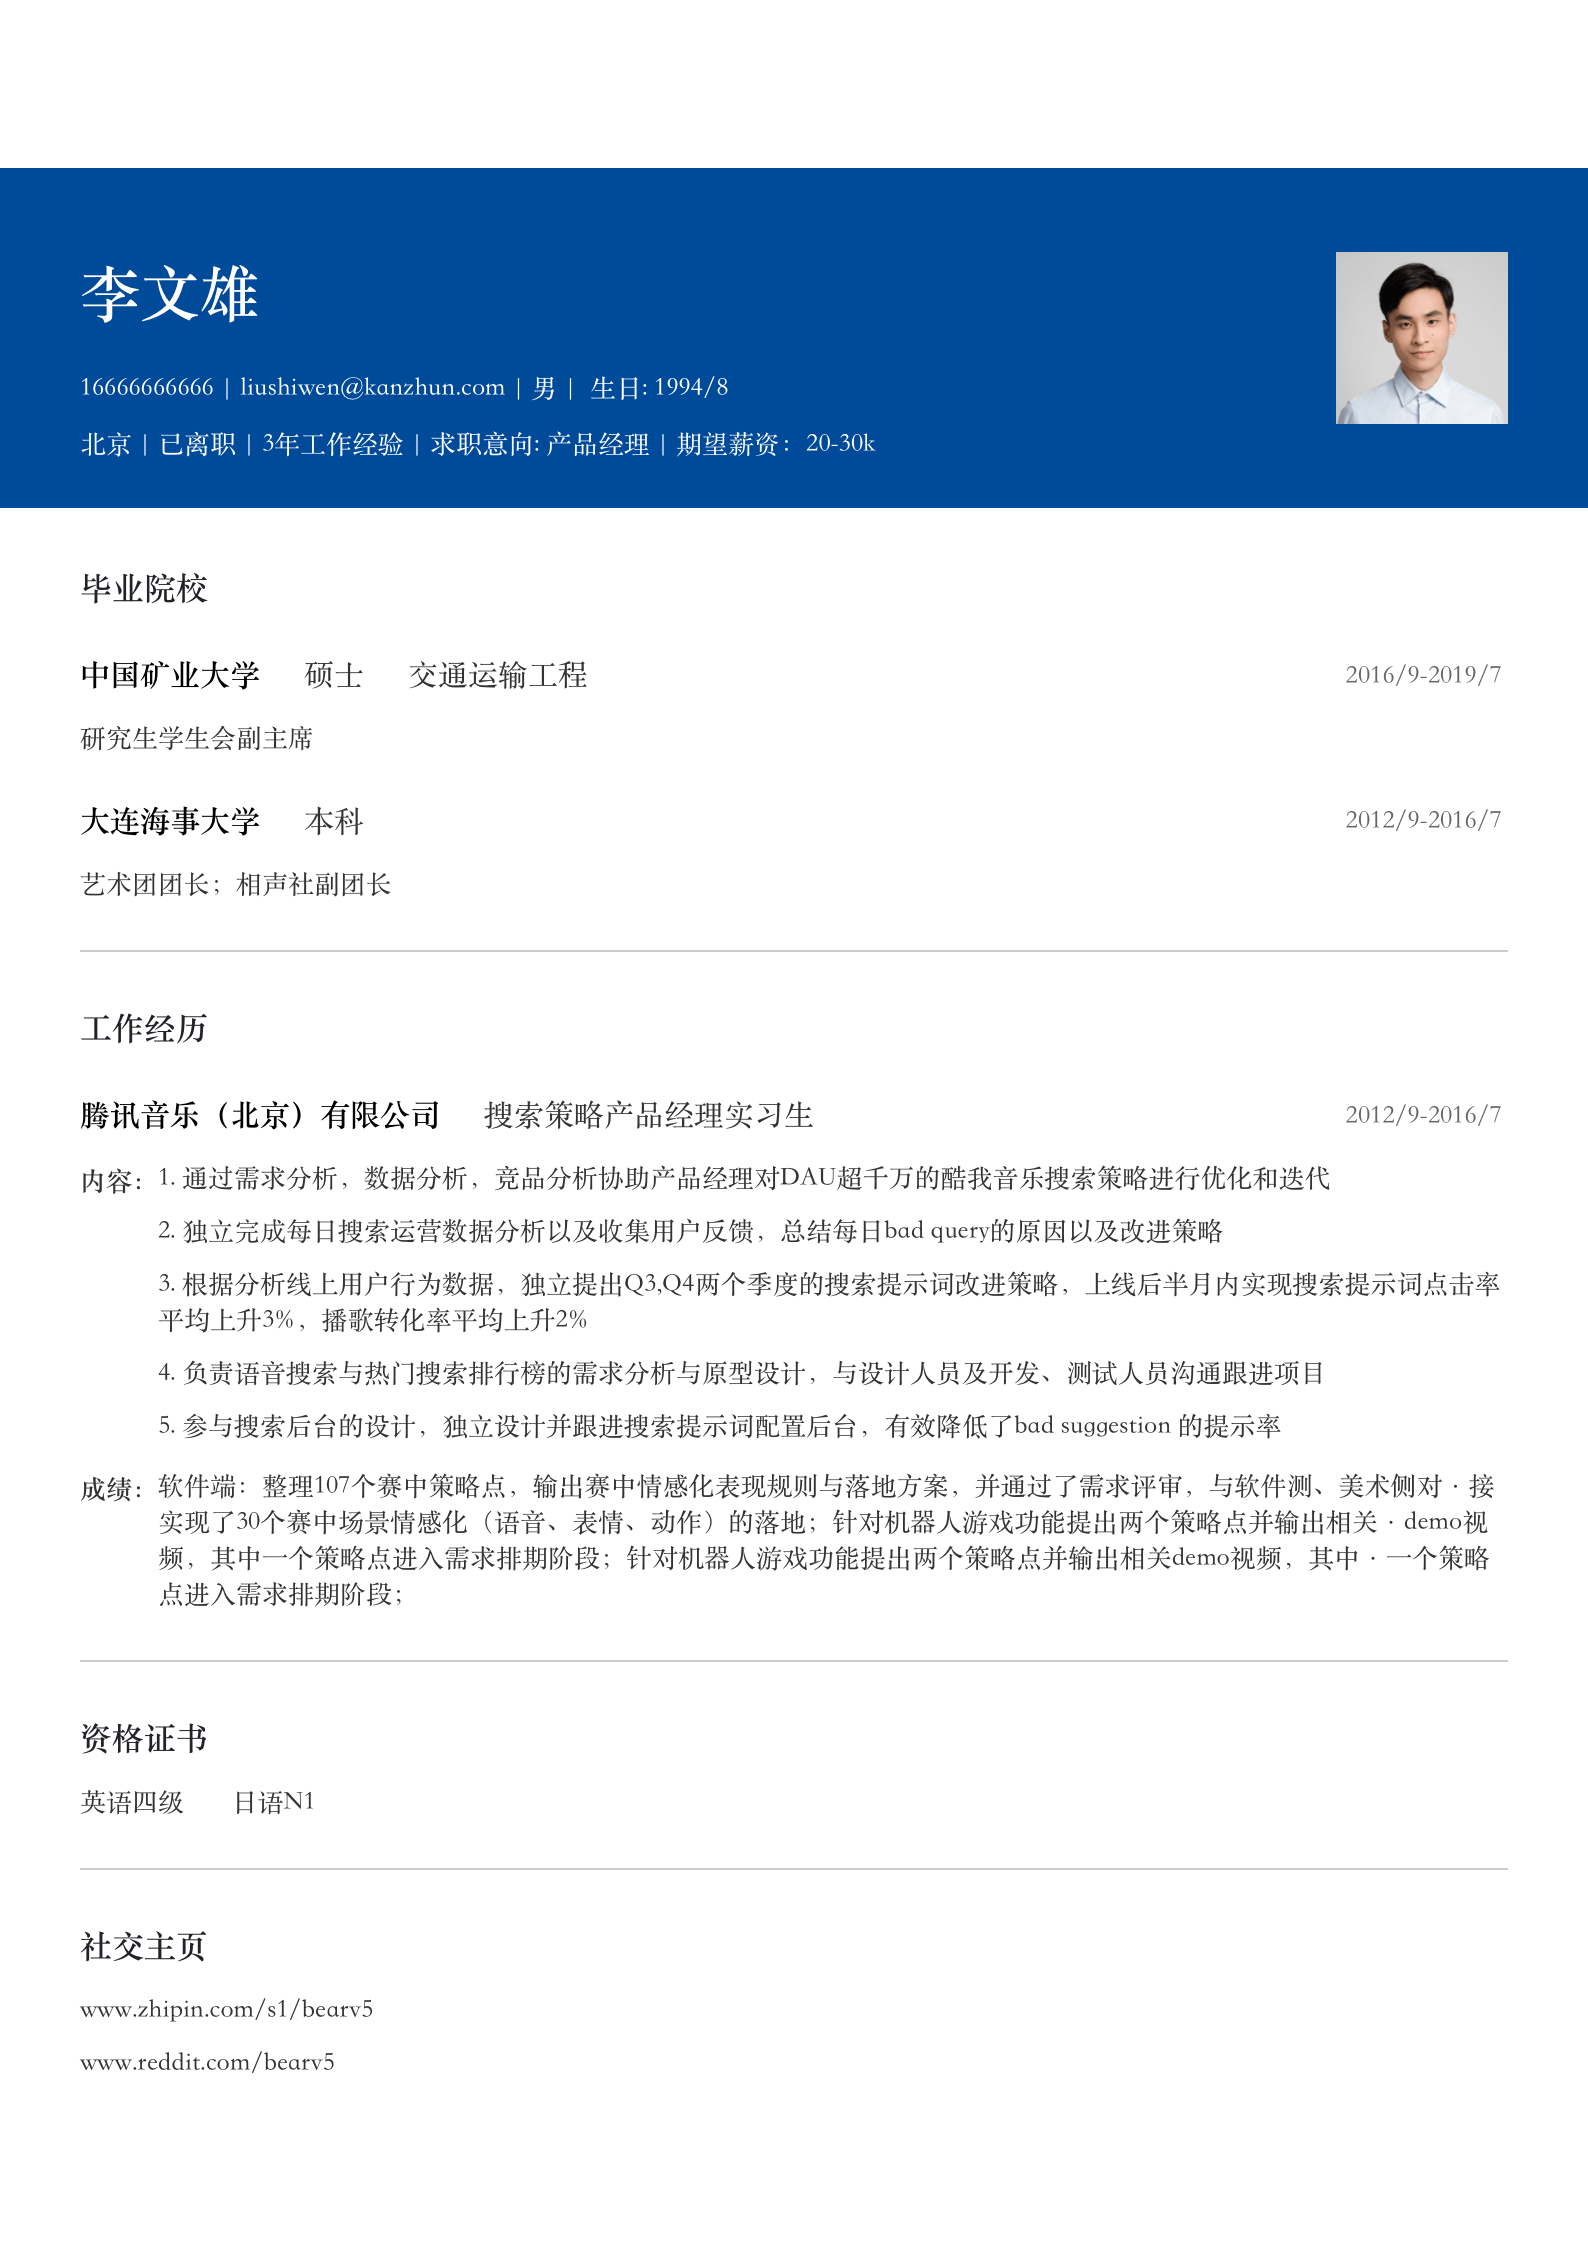 李文雄
16666666666 | liushiwen@kanzhun.com | 男 | 生日: 1994/8
北京 | 已离职 | 3年工作经验 | 求职意向: 产品经理 | 期望薪资：20-30k
毕业院校
中国矿业大学 硕士 交通运输工程 2016/9-2019/7
研究生学生会副主席
大连海事大学 本科 2012/9-2016/7
艺术团团长；相声社副团长
工作经历
腾讯音乐（北京）有限公司 搜索策略产品经理实习生 2012/9-2016/7
内容：1. 通过需求分析，数据分析，竞品分析协助产品经理对DAU超千万的酷我音乐搜索策略进行优化和迭代
2. 独立完成每日搜索运营数据分析以及收集用户反馈，总结每日bad query的原因以及改进策略
3. 根据分析线上用户行为数据，独立提出Q3,Q4两个季度的搜索提示词改进策略，上线后半月内实现搜索提示词点击率
平均上升3%，播歌转化率平均上升2%
4. 负责语音搜索与热门搜索排行榜的需求分析与原型设计，与设计人员及开发、测试人员沟通跟进项目
5. 参与搜索后台的设计，独立设计并跟进搜索提示词配置后台，有效降低了bad suggestion 的提示率
成绩：软件端：整理107个赛中策略点，输出赛中情感化表现规则与落地方案，并通过了需求评审，与软件测、美术侧对 · 接
实现了30个赛中场景情感化（语音、表情、动作）的落地；针对机器人游戏功能提出两个策略点并输出相关 · demo视
频，其中一个策略点进入需求排期阶段；针对机器人游戏功能提出两个策略点并输出相关demo视频，其中 · 一个策略
点进入需求排期阶段；
资格证书
英语四级 日语N1
社交主页
www.zhipin.com/s1/bearv5
www.reddit.com/bearv5